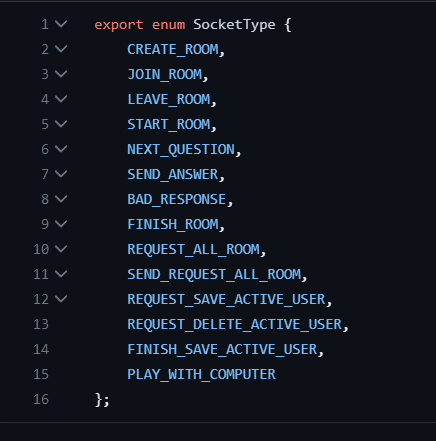 1 export enum SocketType {
2 CREATE_ROOM,
3 JOIN_ROOM,
4 LEAVE_ROOM,
5 START_ROOM,
6 NEXT_QUESTION,
7 SEND_ANSWER,
8 BAD_RESPONSE,
9 FINISH_ROOM,
10 REQUEST_ALL_ROOM,
11 SEND_REQUEST_ALL_ROOM,
12 REQUEST_SAVE_ACTIVE_USER,
13 REQUEST_DELETE_ACTIVE_USER,
14 FINISH_SAVE_ACTIVE_USER,
15 PLAY_WITH_COMPUTER
16 };